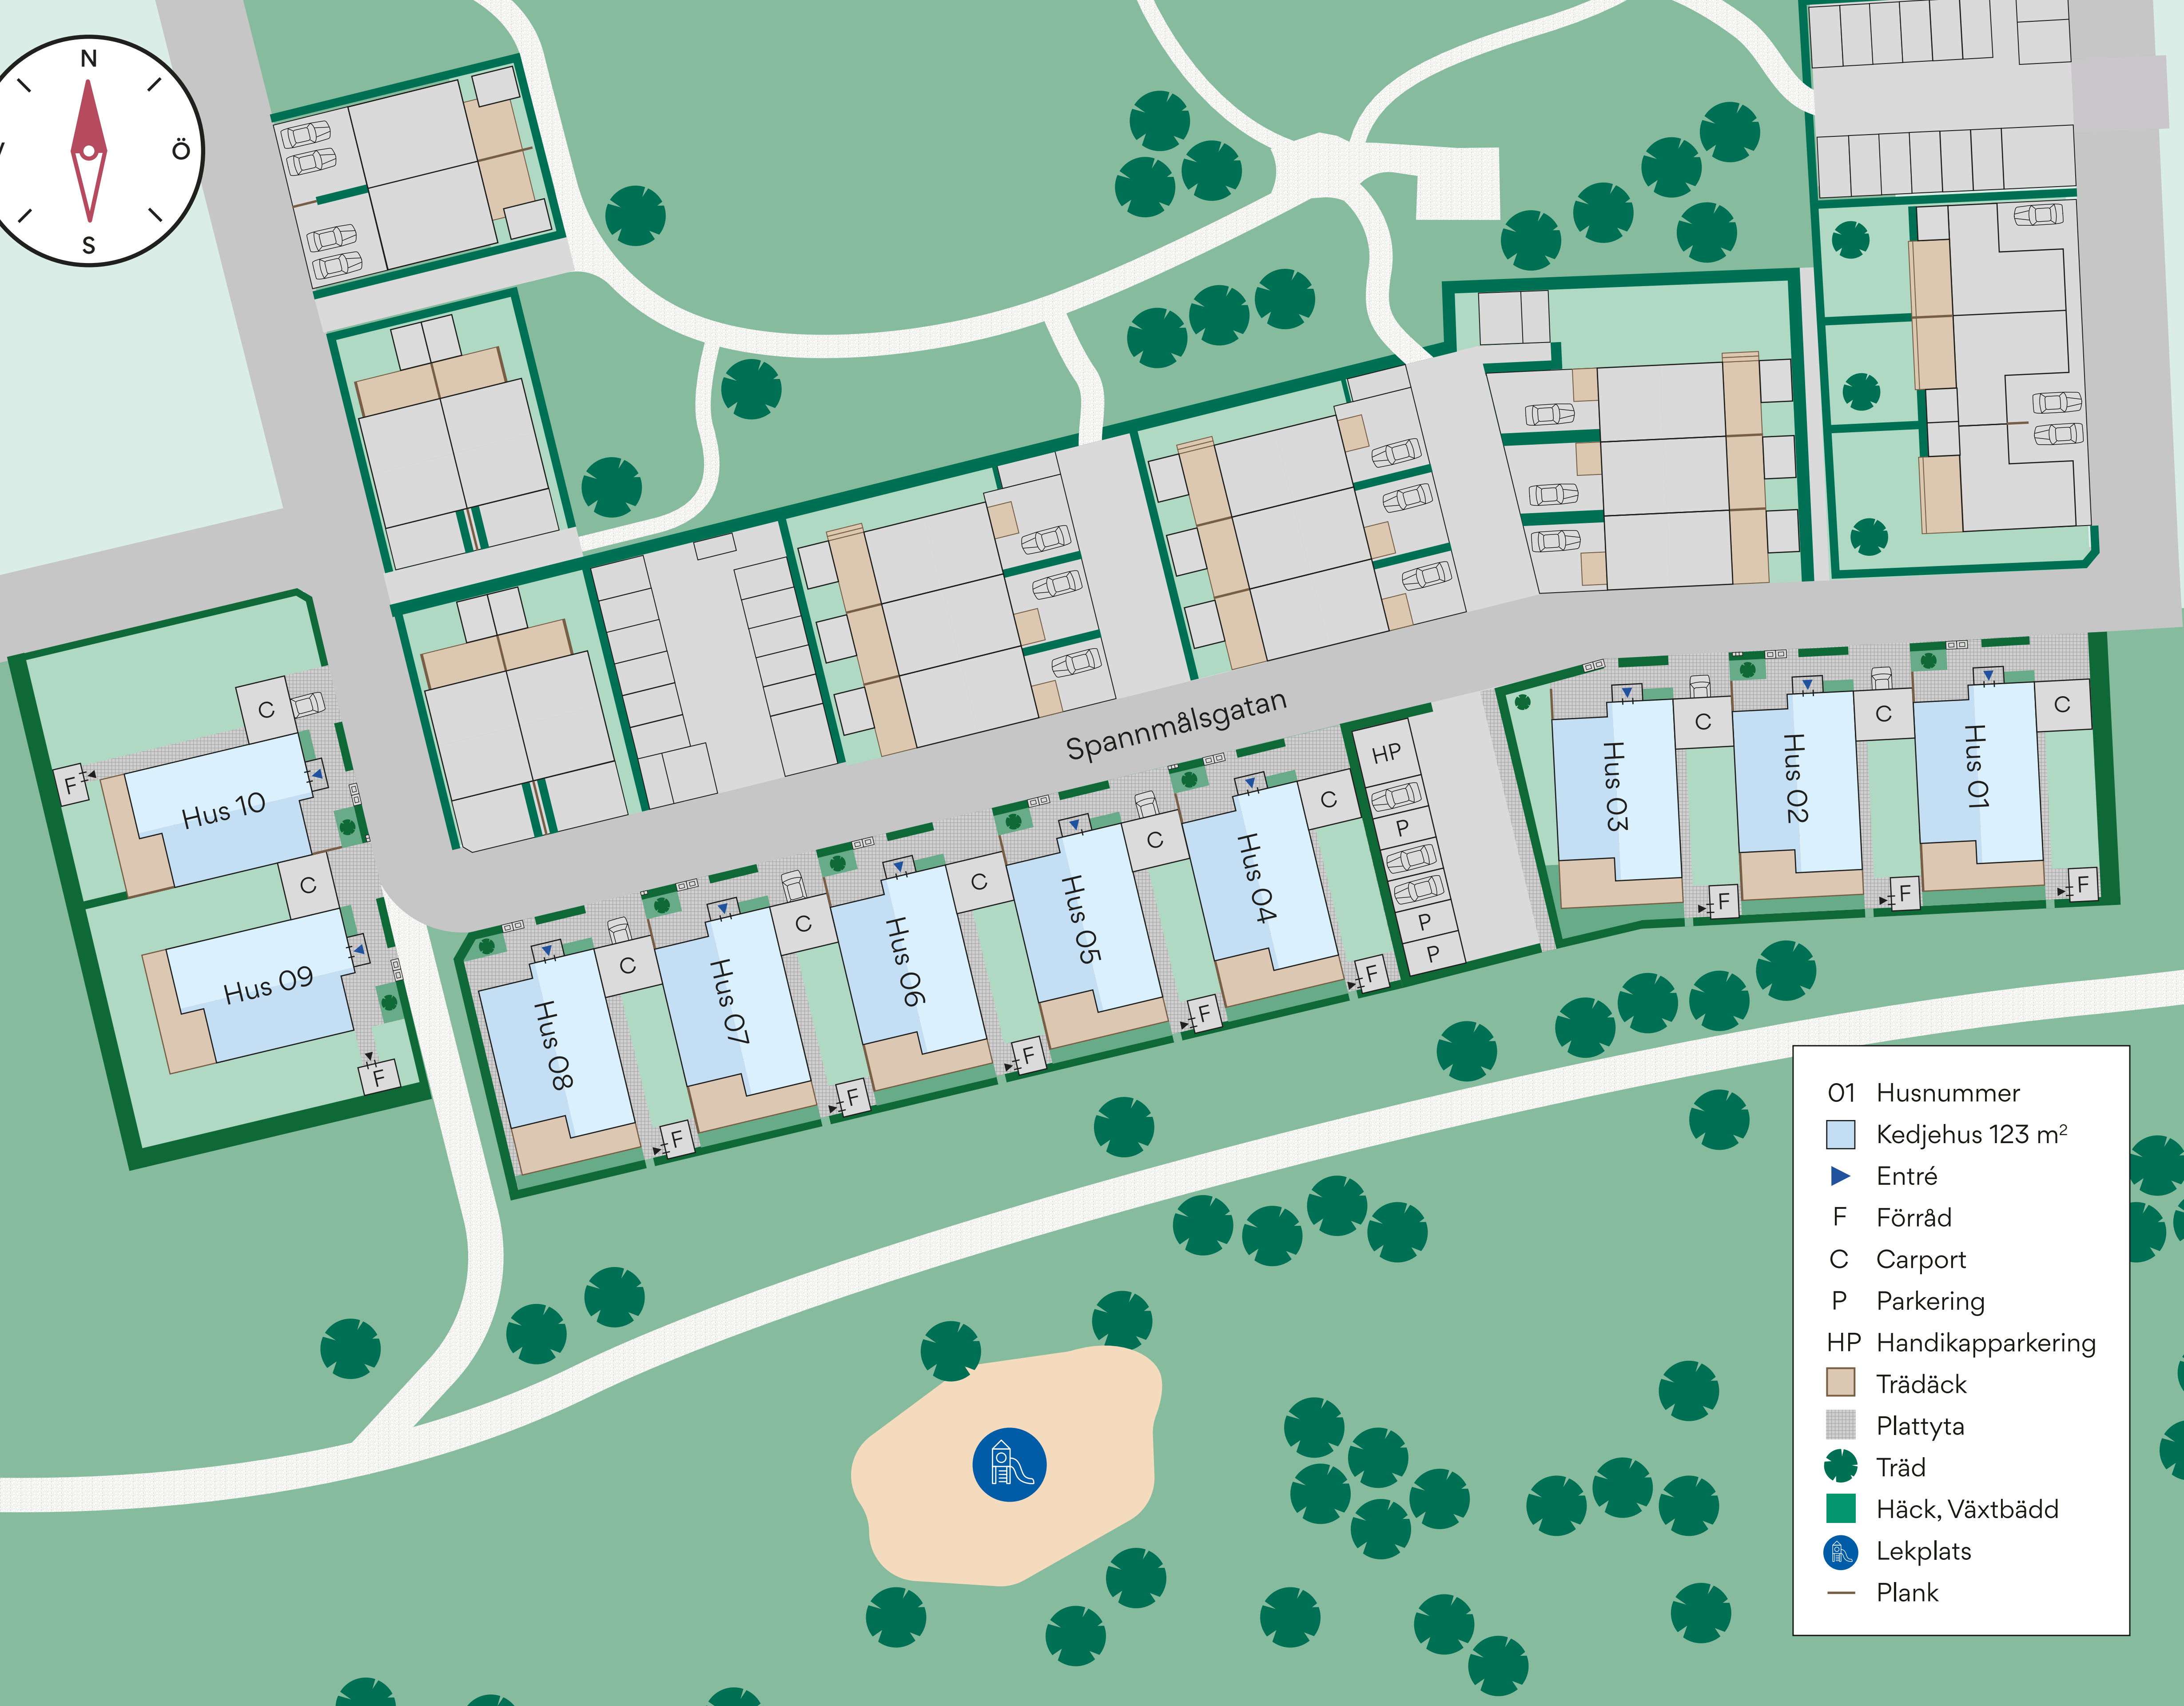 N
Ö
S
Spannmålsgatan
C
F
Hus 10
C
Hus 09
F
HP
P
P
P
C
Hus 03
C
Hus 02
C
Hus 01
F
F
F
C
Hus 04
C
Hus 05
C
Hus 06
C
Hus 07
C
Hus 08
F
F
F
F
F
01 Husnummer
Kedjehus 123 m²
Entré
F Förråd
C Carport
P Parkering
HP Handikapparkering
Trädäck
Plattyta
Träd
Häck, Växtbädd
Lekplats
Plank